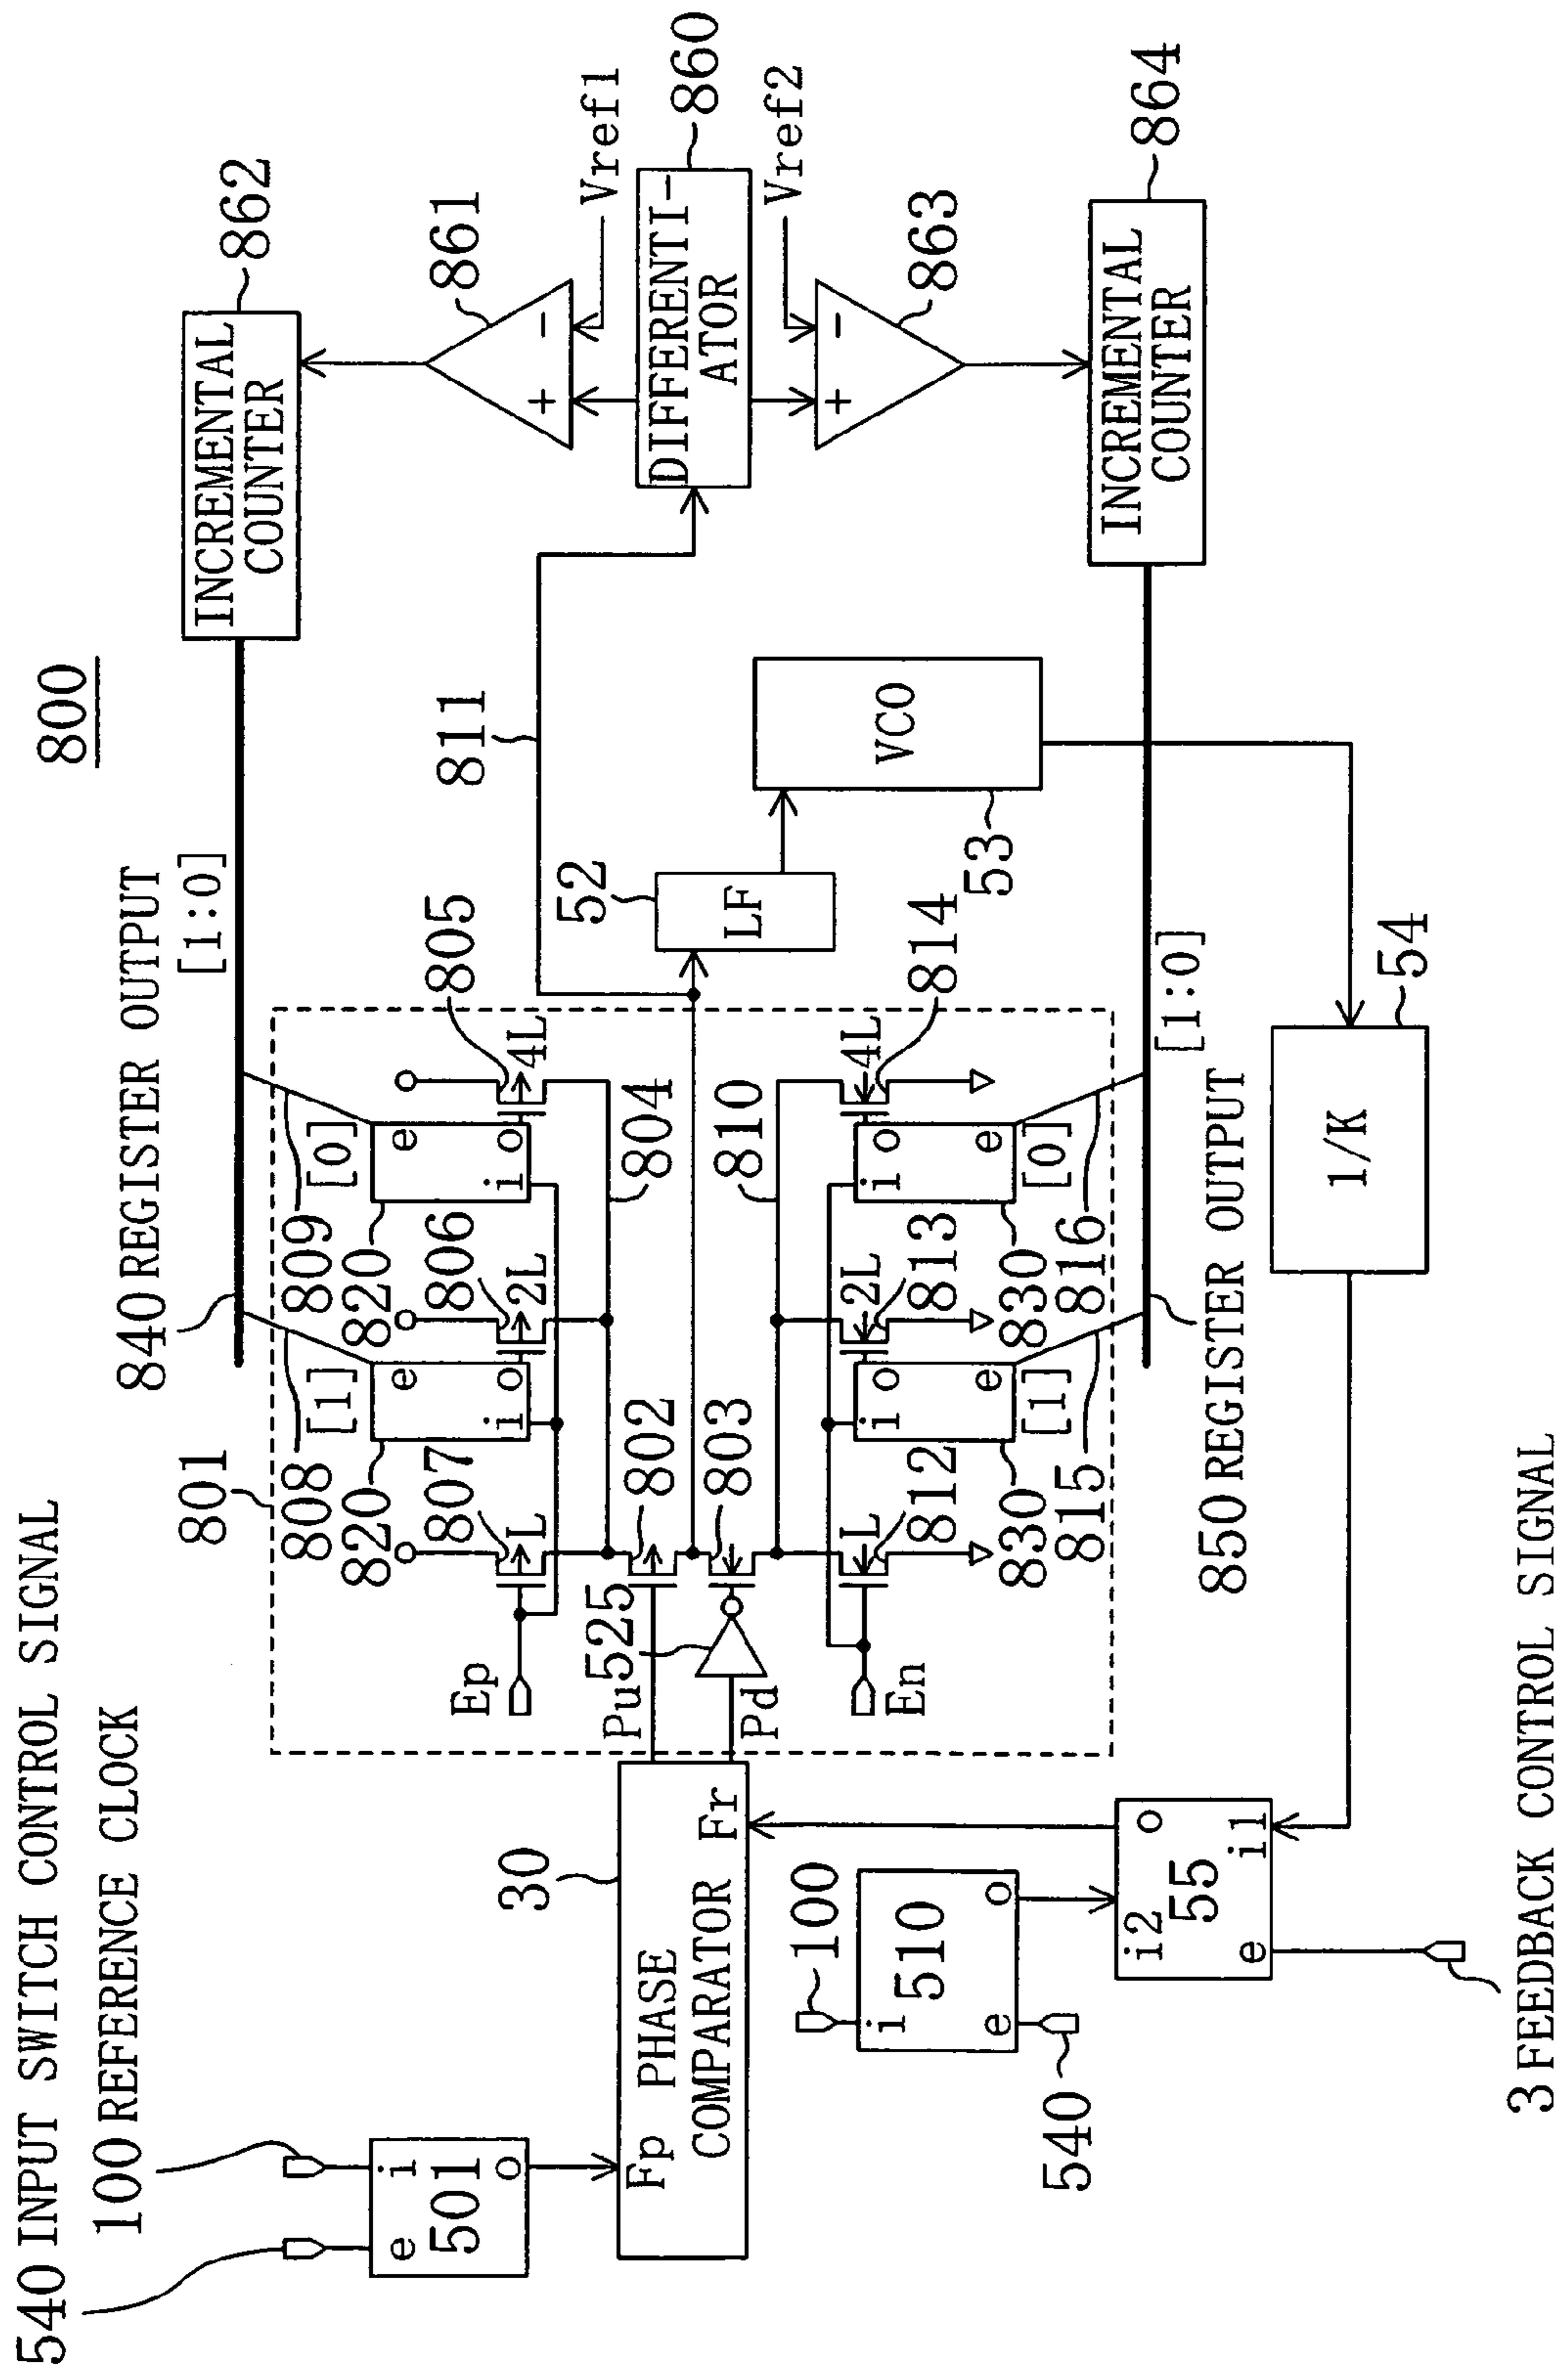 800
540 INPUT SWITCH CONTROL SIGNAL
100 REFERENCE CLOCK
840 REGISTER OUTPUT
[1:0]
INCREMENTAL
COUNTER
862
801
808
809
[1]
[0]
820
820
e
o
i
e
o
i
807
806
805
L
2L
4L
Ep
804
861
+
-
Vref1
811
e
i
501
o
30
Fp
PHASE
COMPARATOR
Fr
Pu
525
Pd
802
803
52
LF
DIFFERENTI-
ATOR
860
Vref2
810
VCO
53
+
-
863
En
L
2L
4L
812
813
814
i
o
e
i
o
e
[1]
[0]
830
830
815
816
[1:0]
850 REGISTER OUTPUT
INCREMENTAL
COUNTER
864
100
i
510
o
e
540
i2
o
55
e
i1
1/K
54
3 FEEDBACK CONTROL SIGNAL